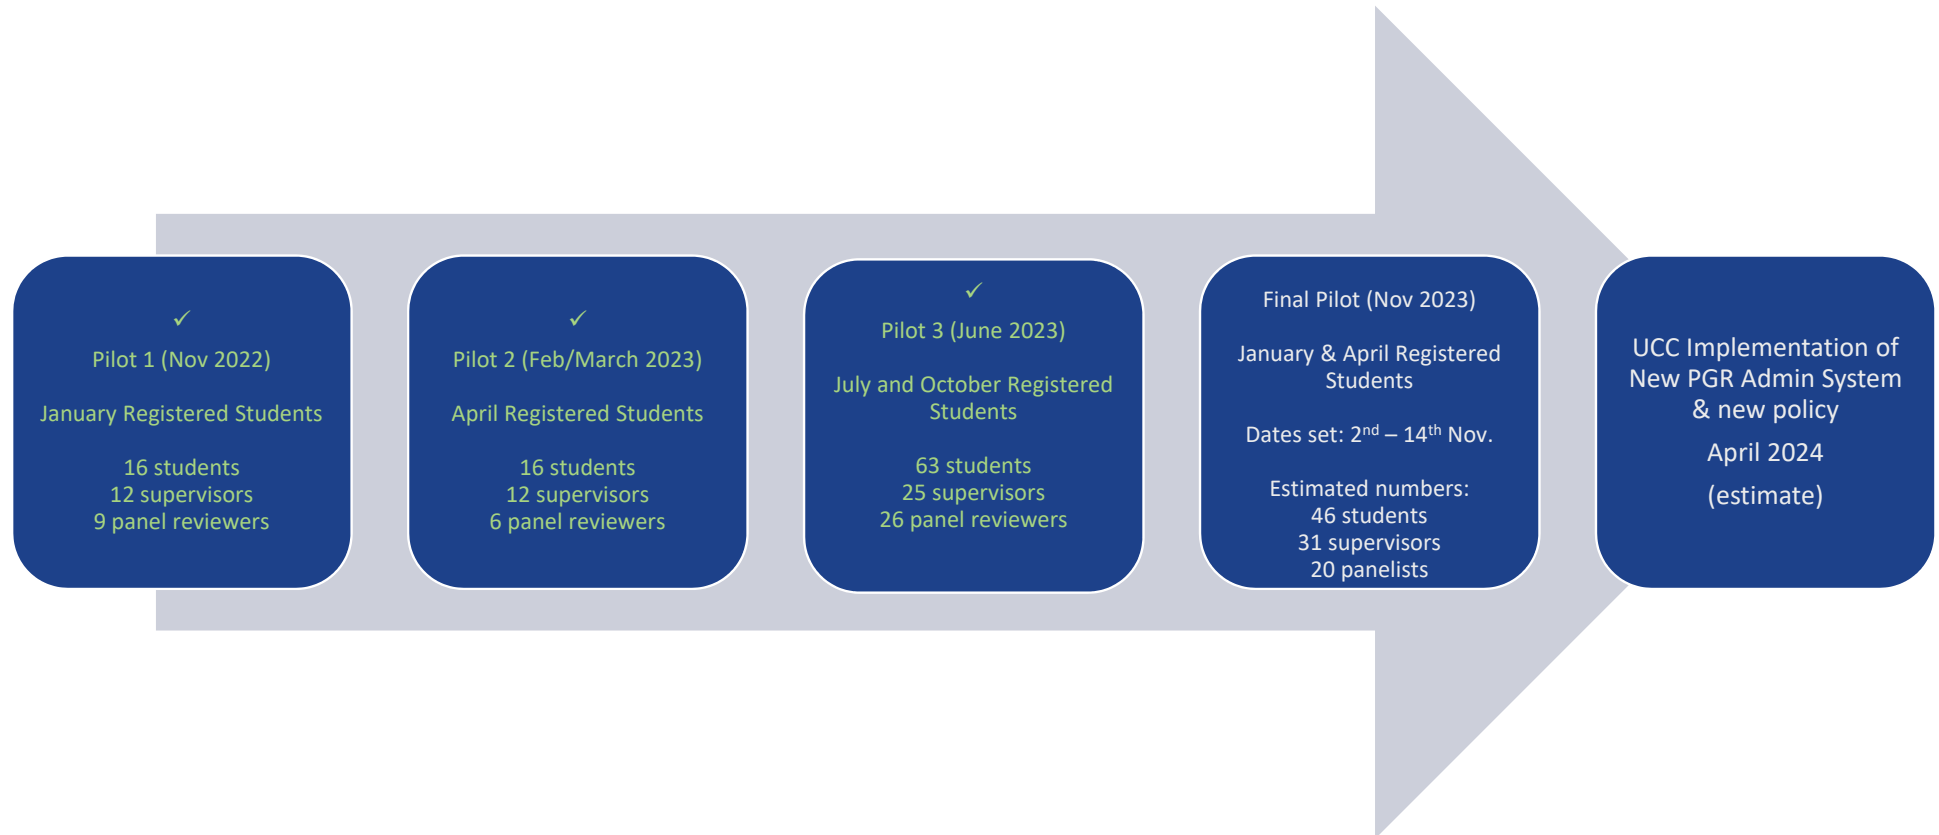 ✓
Pilot 1 (Nov 2022)
January Registered Students
16 students
12 supervisors
9 panel reviewers
✓
Pilot 2 (Feb/March 2023)
April Registered Students
16 students
12 supervisors
6 panel reviewers
✓
Pilot 3 (June 2023)
July and October Registered
Students
63 students
25 supervisors
26 panel reviewers
Final Pilot (Nov 2023)
January & April Registered
Students
Dates set: 2nd – 14th Nov.
Estimated numbers:
46 students
31 supervisors
20 panelists
UCC Implementation of
New PGR Admin System
& new policy
April 2024
(estimate)